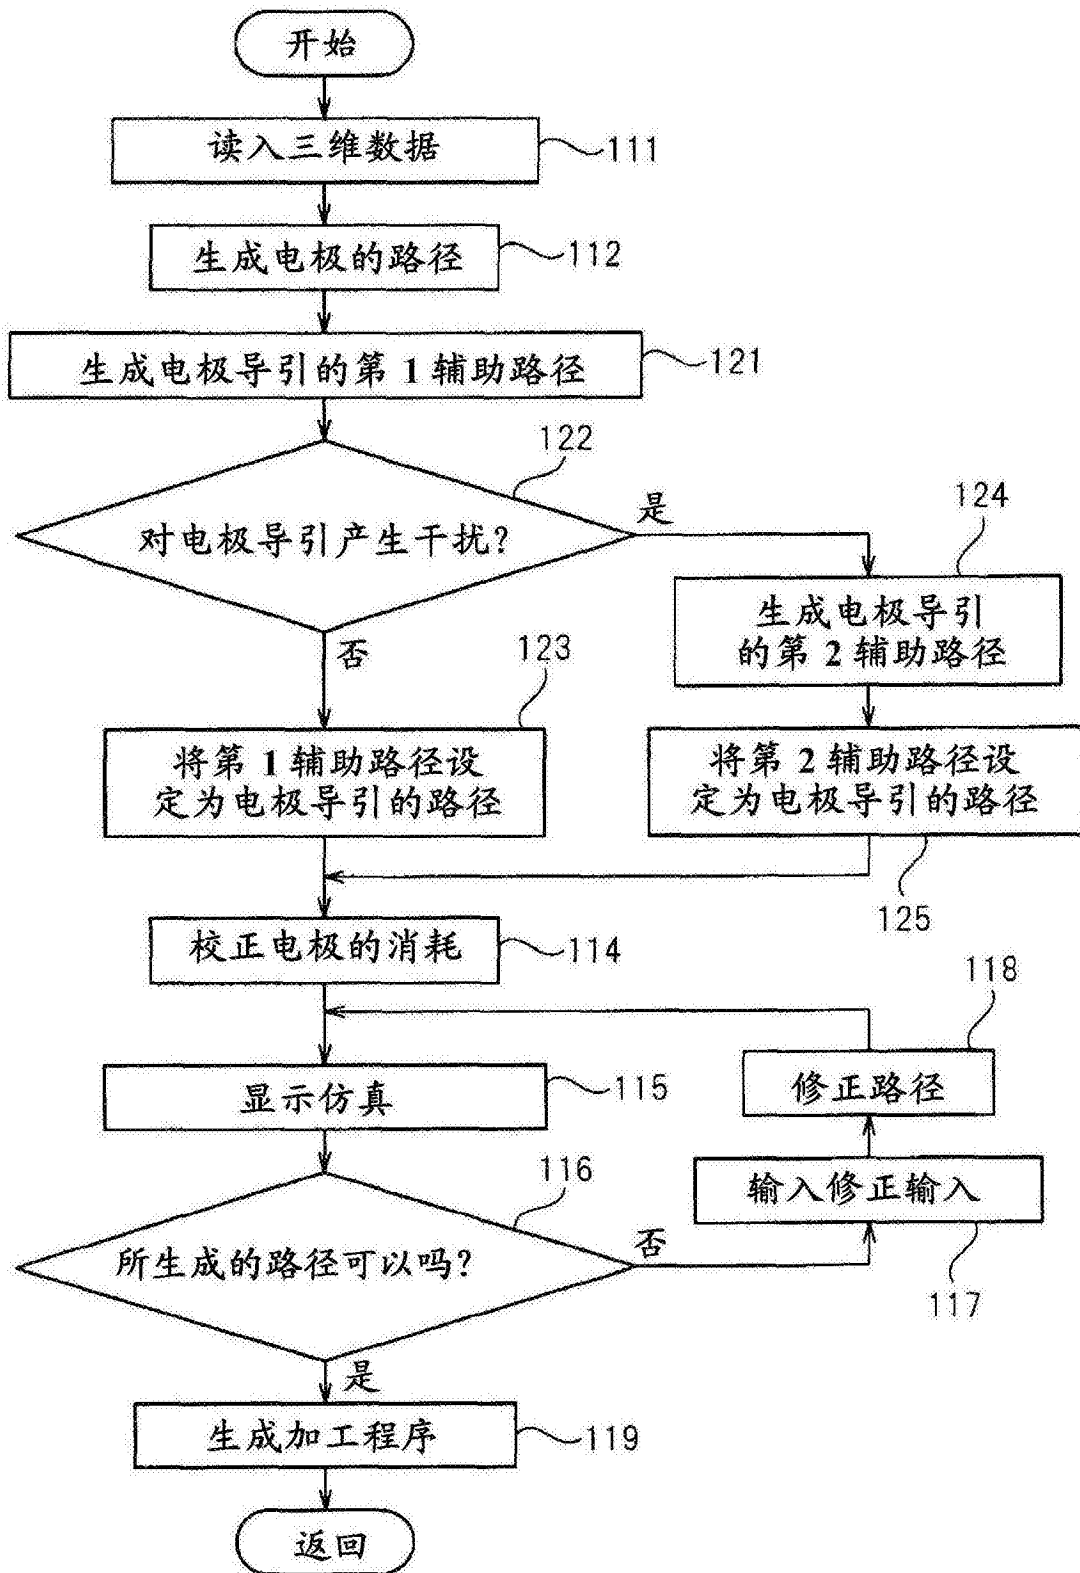 开始
读入三维数据
111
生成电极的路径
112
生成电极导引的第1辅助路径
121
122
对电极导引产生干扰?
是
124
生成电极导引
的第2辅助路径
否
123
将第1辅助路径设
定为电极导引的路径
将第2辅助路径设
定为电极导引的路径
125
校正电极的消耗
114
118
修正路径
显示仿真
115
116
输入修正输入
117
所生成的路径可以吗?
否
是
生成加工程序
119
返回